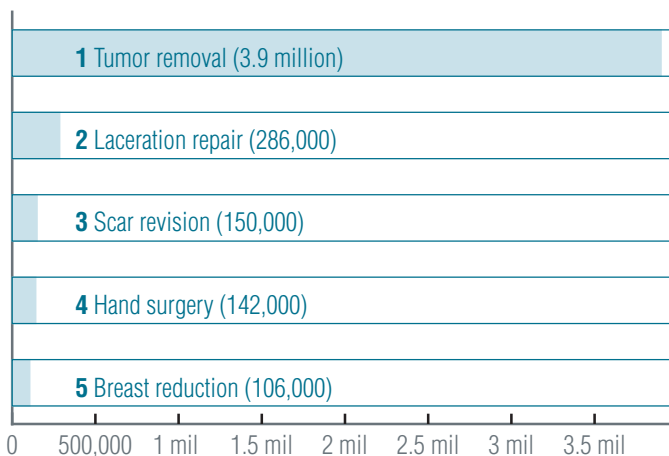 1 Tumor removal (3.9 million)
2 Laceration repair (286,000)
3 Scar revision (150,000)
4 Hand surgery (142,000)
5 Breast reduction (106,000)
0 500,000 1 mil 1.5 mil 2 mil 2.5 mil 3 mil 3.5 mil